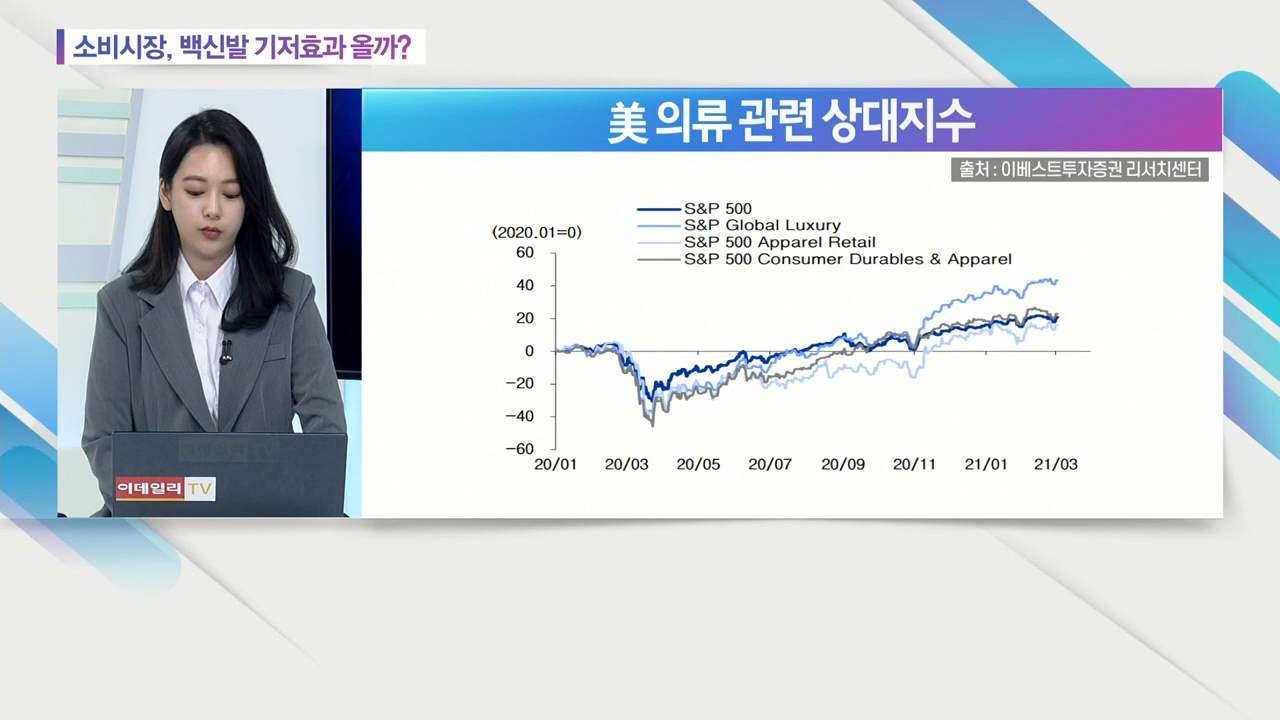 소비시장, 백신발 기저효과 올까?
美 의류 관련 상대지수
출처 : 이베스트투자증권 리서치센터
S&P 500
S&P Global Luxury
S&P 500 Apparel Retail
S&P 500 Consumer Durables & Apparel
(2020.01=0)
60
40
20
0
-20
-40
-60
20/01 20/03 20/05 20/07 20/09 20/11 21/01 21/03
이데일리 TV